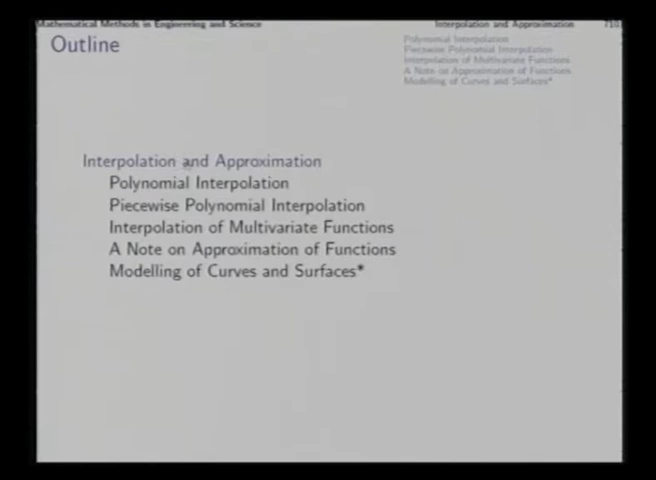 Mathematical Methods in Engineering and Science
Interpolation and Approximation
Outline
Polynomial Interpolation
Piecewise Polynomial Interpolation
Interpolation of Multivariate Functions
A Note on Approximation of Functions
Modelling of Curves and Surfaces*
Interpolation and Approximation
Polynomial Interpolation
Piecewise Polynomial Interpolation
Interpolation of Multivariate Functions
A Note on Approximation of Functions
Modelling of Curves and Surfaces*